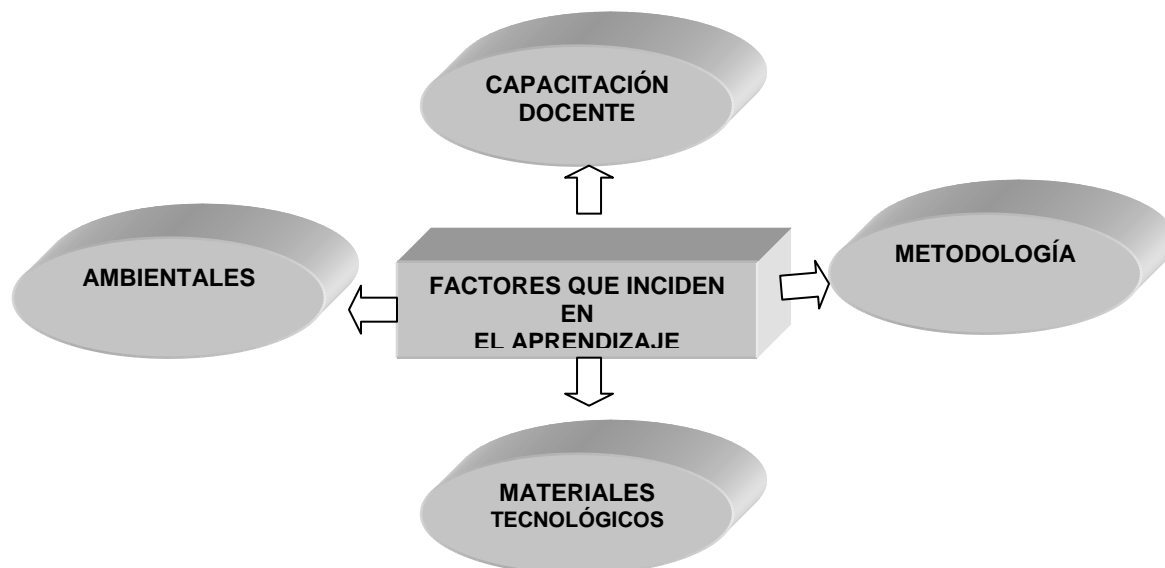 CAPACITACIÓN
DOCENTE
AMBIENTALES
FACTORES QUE INCIDEN
EN
EL APRENDIZAJE
METODOLOGÍA
MATERIALES
TECNOLÓGICOS